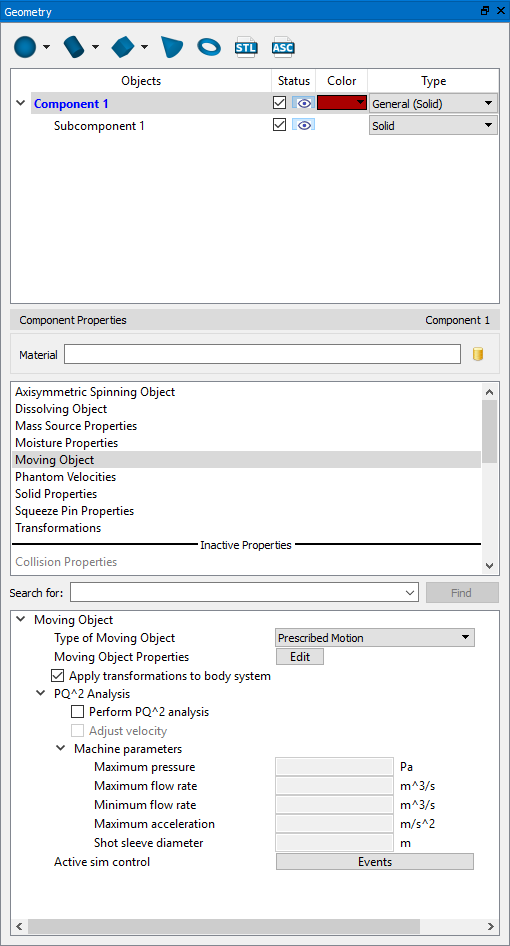 Geometry
STL ASC
Objects Status Color Type
Component 1 General (Solid)
Subcomponent 1 Solid
Component Properties Component 1
Material
Axisymmetric Spinning Object
Dissolving Object
Mass Source Properties
Moisture Properties
Moving Object
Phantom Velocities
Solid Properties
Squeeze Pin Properties
Transformations
Inactive Properties
Collision Properties
Search for: Find
Moving Object
Type of Moving Object Prescribed Motion
Moving Object Properties Edit
Apply transformations to body system
PQ^2 Analysis
Perform PQ^2 analysis
Adjust velocity
Machine parameters
Maximum pressure Pa
Maximum flow rate m^3/s
Minimum flow rate m^3/s
Maximum acceleration m/s^2
Shot sleeve diameter m
Active sim control Events